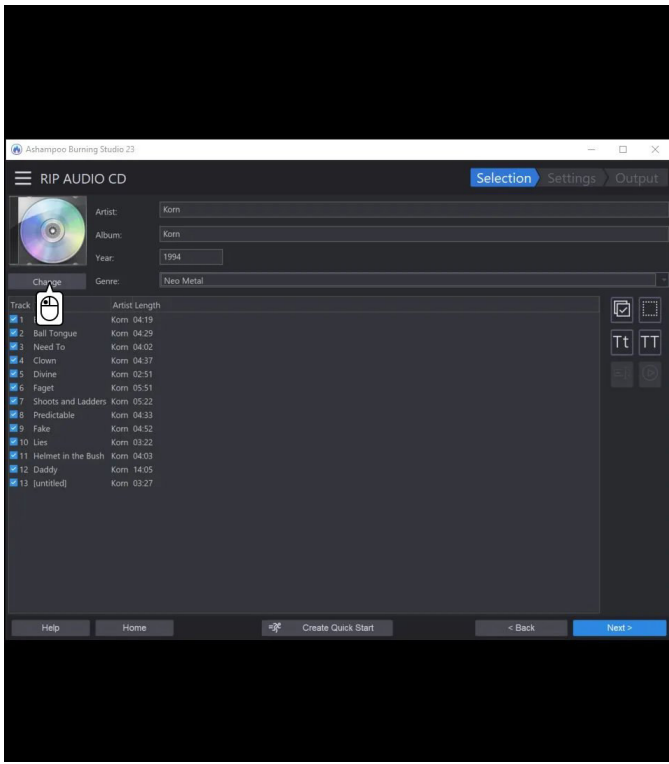 Ashampoo Burning Studio 23
RIP AUDIO CD
Selection Settings Output
Artist: Korn
Album: Korn
Year: 1994
Change Genre: Neo Metal
Track Artist Length
1 Korn 04:19
2 Ball Tongue Korn 04:29
3 Need To Korn 04:02
4 Clown Korn 04:37
5 Divine Korn 02:51
6 Faget Korn 05:51
7 Shoots and Ladders Korn 05:22
8 Predictable Korn 04:33
9 Fake Korn 04:52
10 Lies Korn 03:22
11 Helmet in the Bush Korn 04:03
12 Daddy Korn 14:05
13 [untitled] Korn 03:27
Tt TT
Help Home Create Quick Start < Back Next >